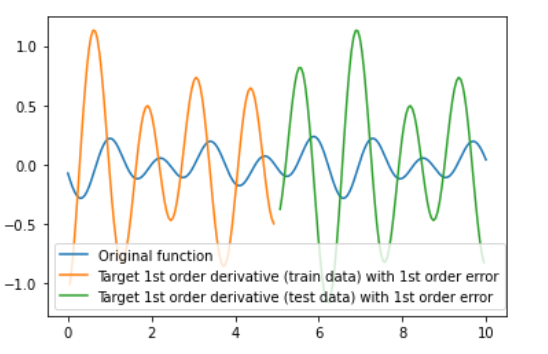 1.0
0.5
0.0
−0.5
−1.0
Original function
Target 1st order derivative (train data) with 1st order error
Target 1st order derivative (test data) with 1st order error
0 2 4 6 8 10